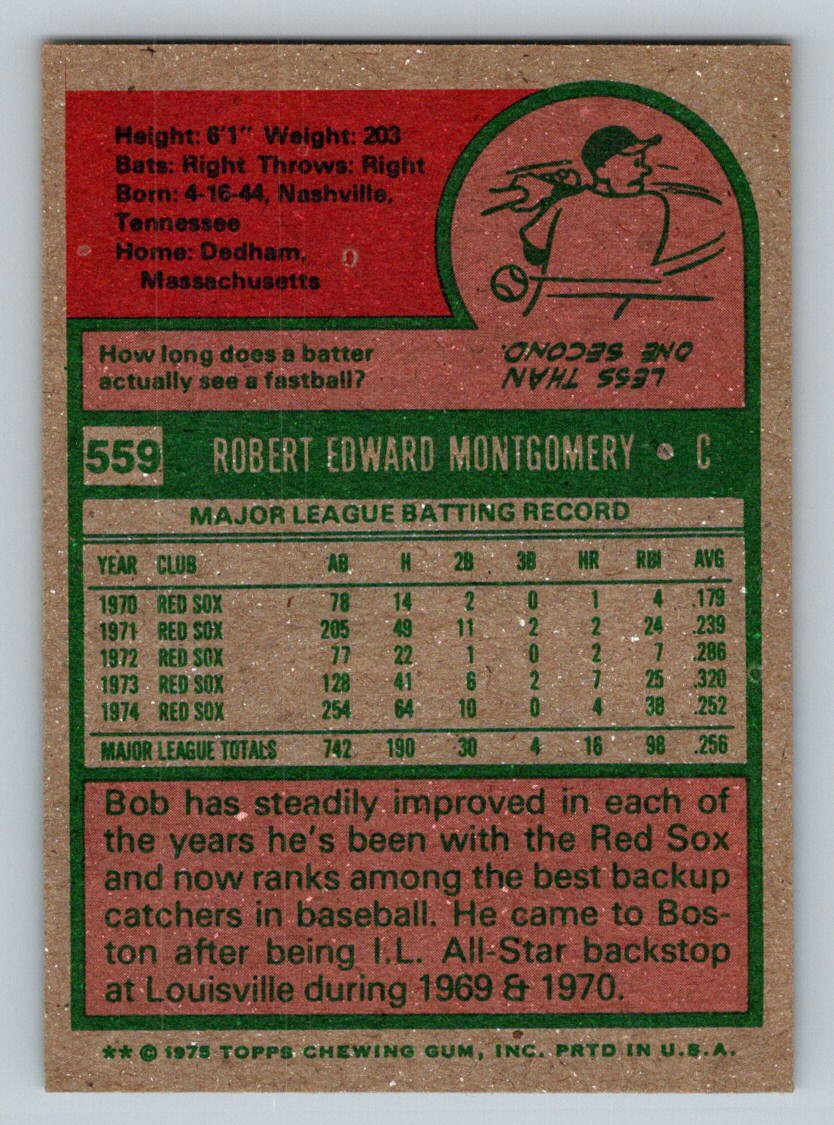 Height: 6'1" Weight: 203
Bats: Right Throws: Right
Born: 4-16-44, Nashville,
Tennessee
Home: Dedham,
Massachusetts
How long does a batter
actually see a fastball?
LESS THAN
ONE SECOND.
559 ROBERT EDWARD MONTGOMERY • C
MAJOR LEAGUE BATTING RECORD
YEAR CLUB AB H 2B 3B HR RBI AVG
1970 RED SOX 78 14 2 0 1 4 .179
1971 RED SOX 205 49 11 2 2 24 .239
1972 RED SOX 77 22 1 0 2 7 .286
1973 RED SOX 128 41 6 2 7 25 .320
1974 RED SOX 254 64 10 0 4 38 .252
MAJOR LEAGUE TOTALS 742 190 30 4 16 98 .256
Bob has steadily improved in each of
the years he's been with the Red Sox
and now ranks among the best backup
catchers in baseball. He came to Bos-
ton after being I.L. All-Star backstop
at Louisville during 1969 & 1970.
** © 1975 TOPPS CHEWING GUM, INC. PRTD IN U.S.A.